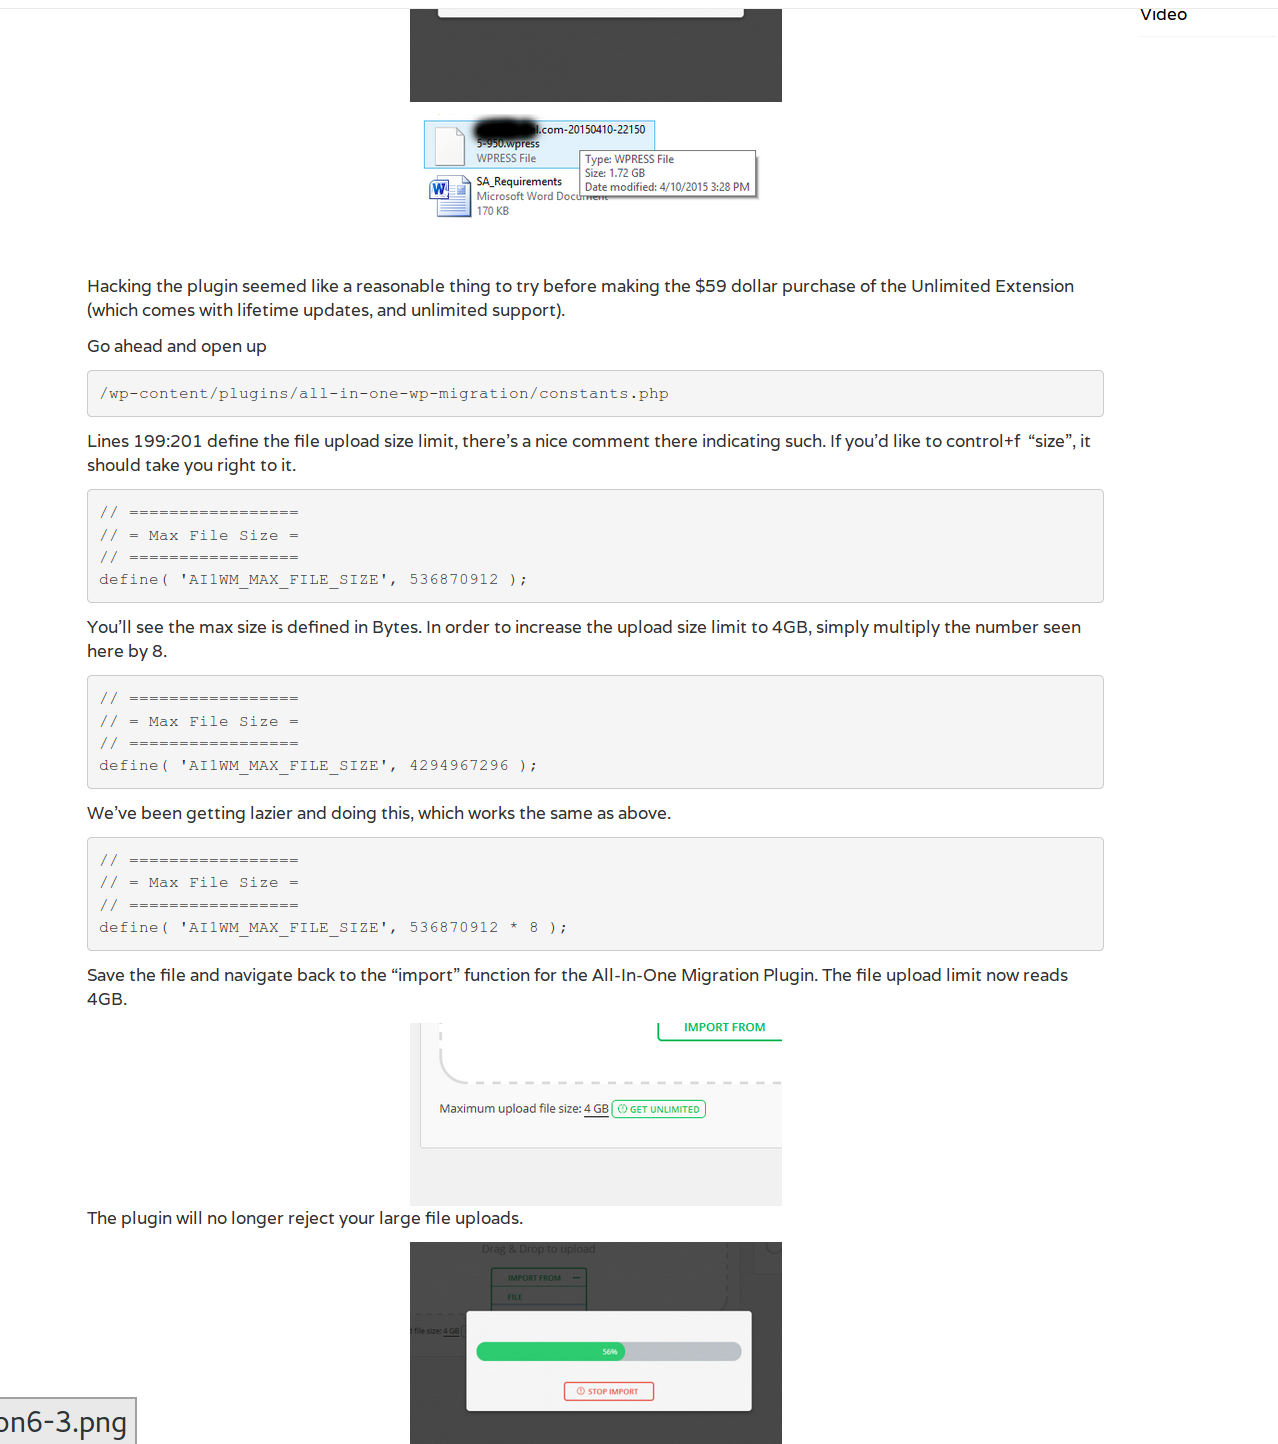 Video
l.com-20150410-22150
5-950.wpress
WPRESS File
Type: WPRESS File
Size: 1.72 GB
Date modified: 4/10/2015 3:28 PM
SA_Requirements
Microsoft Word Document
170 KB
Hacking the plugin seemed like a reasonable thing to try before making the $59 dollar purchase of the Unlimited Extension
(which comes with lifetime updates, and unlimited support).
Go ahead and open up
/wp-content/plugins/all-in-one-wp-migration/constants.php
Lines 199:201 define the file upload size limit, there’s a nice comment there indicating such. If you’d like to control+f “size”, it
should take you right to it.
// =================
// = Max File Size =
// =================
define( 'AI1WM_MAX_FILE_SIZE', 536870912 );
You’ll see the max size is defined in Bytes. In order to increase the upload size limit to 4GB, simply multiply the number seen
here by 8.
// =================
// = Max File Size =
// =================
define( 'AI1WM_MAX_FILE_SIZE', 4294967296 );
We’ve been getting lazier and doing this, which works the same as above.
// =================
// = Max File Size =
// =================
define( 'AI1WM_MAX_FILE_SIZE', 536870912 * 8 );
Save the file and navigate back to the “import” function for the All-In-One Migration Plugin. The file upload limit now reads
4GB.
IMPORT FROM
Maximum upload file size: 4 GB GET UNLIMITED
The plugin will no longer reject your large file uploads.
Drag & Drop to upload
IMPORT FROM
FILE
file size: 4 GB
56%
STOP IMPORT
on6-3.png